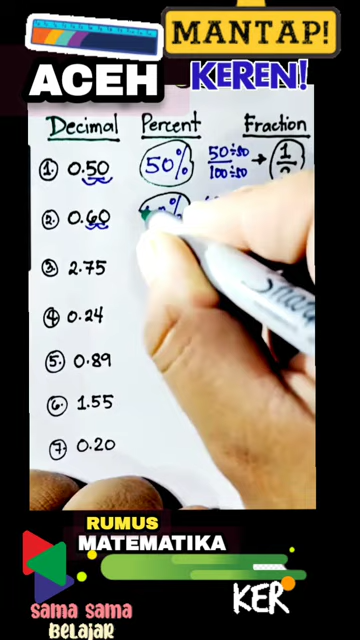 MANTAP!
ACEH KEREN!
Decimal Percent Fraction
1. 0.50 50% 50÷50 → 1
100÷50 2
2. 0.60
3. 2.75
4. 0.24
5. 0.89
6. 1.55
7. 0.20
RUMUS
MATEMATIKA
KER
sama sama
BELAJAR